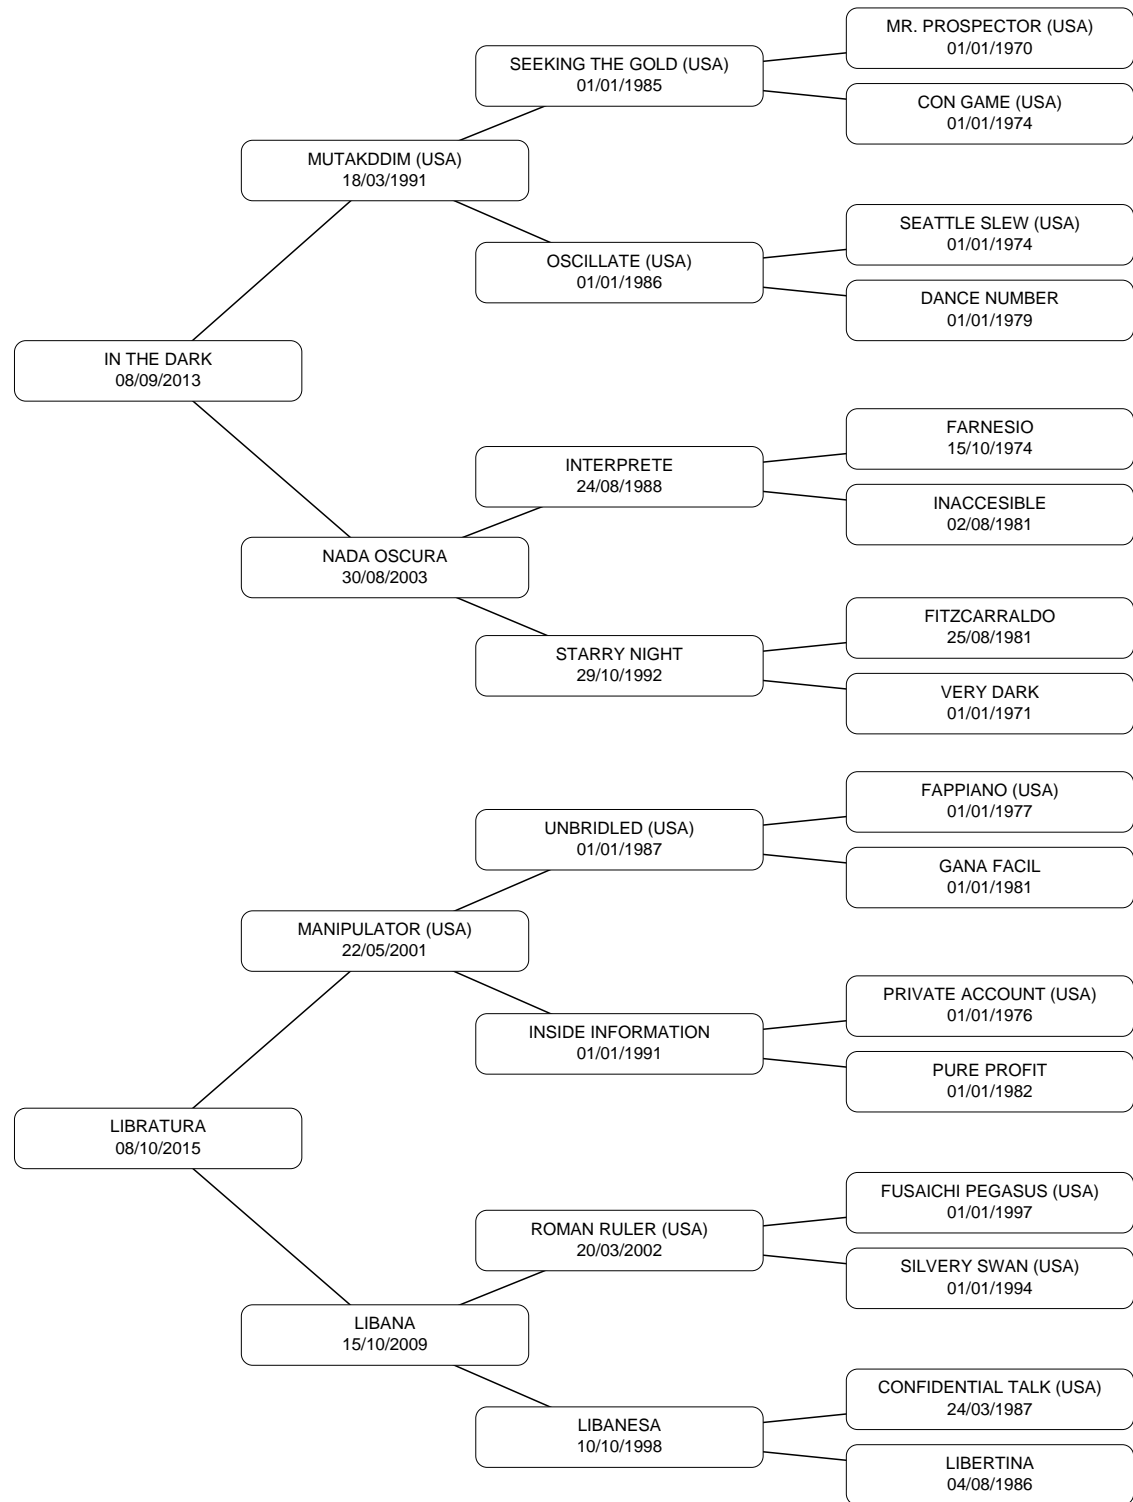 MR. PROSPECTOR (USA)
01/01/1970
SEEKING THE GOLD (USA)
01/01/1985
CON GAME (USA)
01/01/1974
MUTAKDDIM (USA)
18/03/1991
SEATTLE SLEW (USA)
01/01/1974
OSCILLATE (USA)
01/01/1986
DANCE NUMBER
01/01/1979
IN THE DARK
08/09/2013
FARNESIO
15/10/1974
INTERPRETE
24/08/1988
INACCESIBLE
02/08/1981
NADA OSCURA
30/08/2003
FITZCARRALDO
25/08/1981
STARRY NIGHT
29/10/1992
VERY DARK
01/01/1971
FAPPIANO (USA)
01/01/1977
UNBRIDLED (USA)
01/01/1987
GANA FACIL
01/01/1981
MANIPULATOR (USA)
22/05/2001
PRIVATE ACCOUNT (USA)
01/01/1976
INSIDE INFORMATION
01/01/1991
PURE PROFIT
01/01/1982
LIBRATURA
08/10/2015
FUSAICHI PEGASUS (USA)
01/01/1997
ROMAN RULER (USA)
20/03/2002
SILVERY SWAN (USA)
01/01/1994
LIBANA
15/10/2009
CONFIDENTIAL TALK (USA)
24/03/1987
LIBANESA
10/10/1998
LIBERTINA
04/08/1986